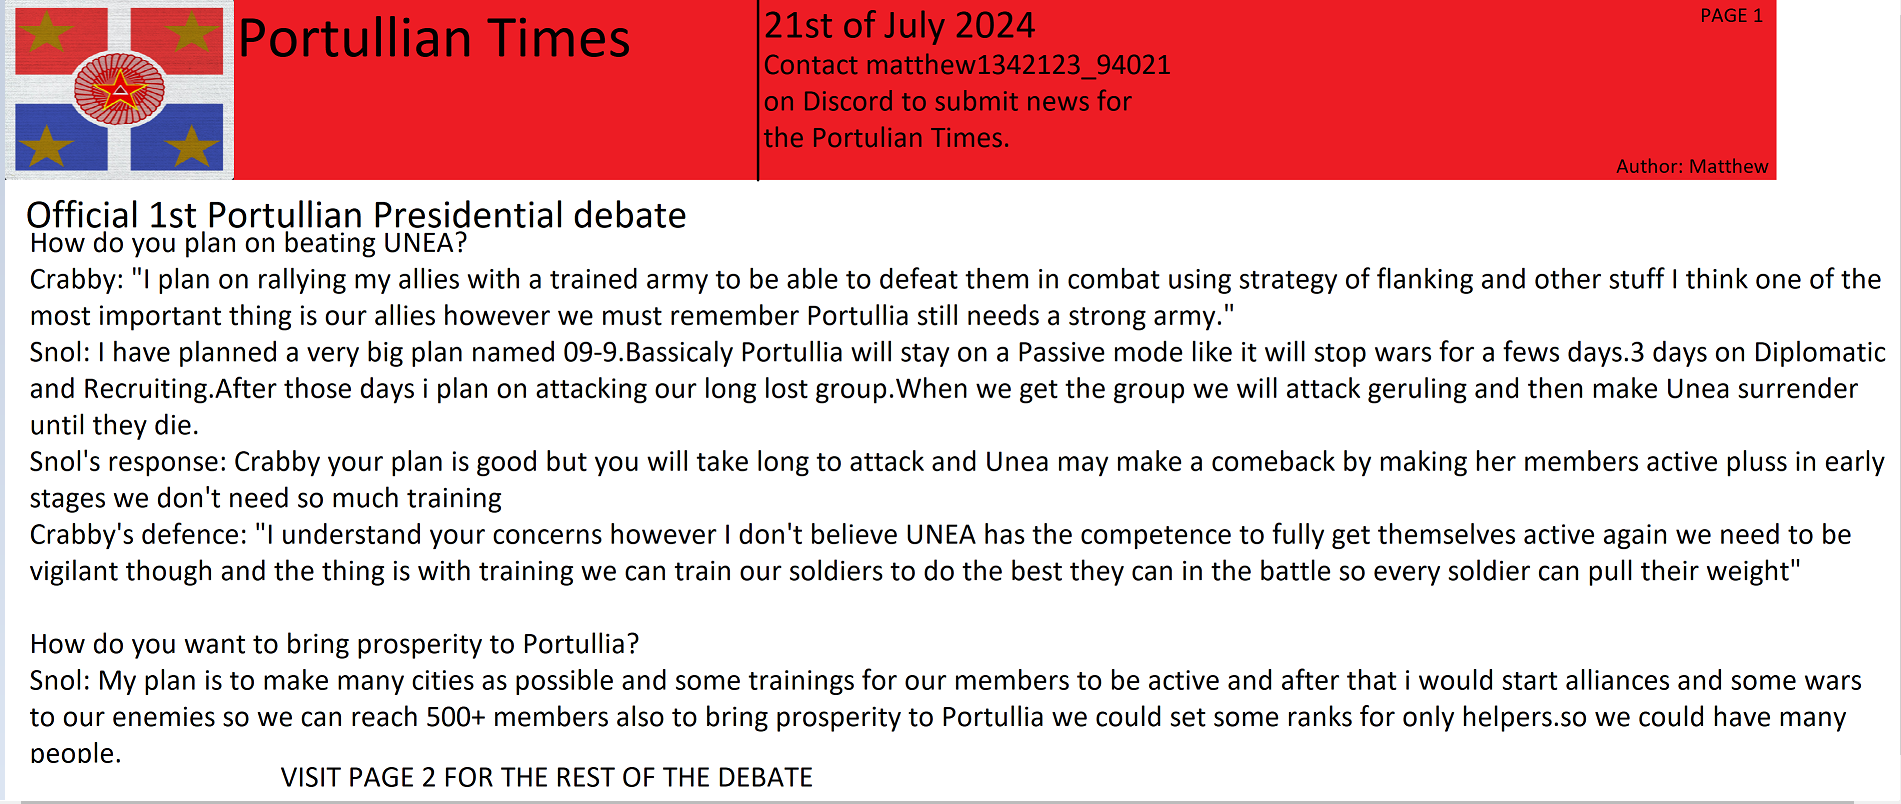 Portullian Times
21st of July 2024
Contact matthew1342123_94021
on Discord to submit news for
the Portulian Times.
PAGE 1
Author: Matthew
Official 1st Portullian Presidential debate
How do you plan on beating UNEA?
Crabby: "I plan on rallying my allies with a trained army to be able to defeat them in combat using strategy of flanking and other stuff I think one of the
most important thing is our allies however we must remember Portullia still needs a strong army."
Snol: I have planned a very big plan named 09-9.Bassicaly Portullia will stay on a Passive mode like it will stop wars for a fews days.3 days on Diplomatic
and Recruiting.After those days i plan on attacking our long lost group.When we get the group we will attack geruling and then make Unea surrender
until they die.
Snol's response: Crabby your plan is good but you will take long to attack and Unea may make a comeback by making her members active pluss in early
stages we don't need so much training
Crabby's defence: "I understand your concerns however I don't believe UNEA has the competence to fully get themselves active again we need to be
vigilant though and the thing is with training we can train our soldiers to do the best they can in the battle so every soldier can pull their weight"
How do you want to bring prosperity to Portullia?
Snol: My plan is to make many cities as possible and some trainings for our members to be active and after that i would start alliances and some wars
to our enemies so we can reach 500+ members also to bring prosperity to Portullia we could set some ranks for only helpers.so we could have many
people.
VISIT PAGE 2 FOR THE REST OF THE DEBATE